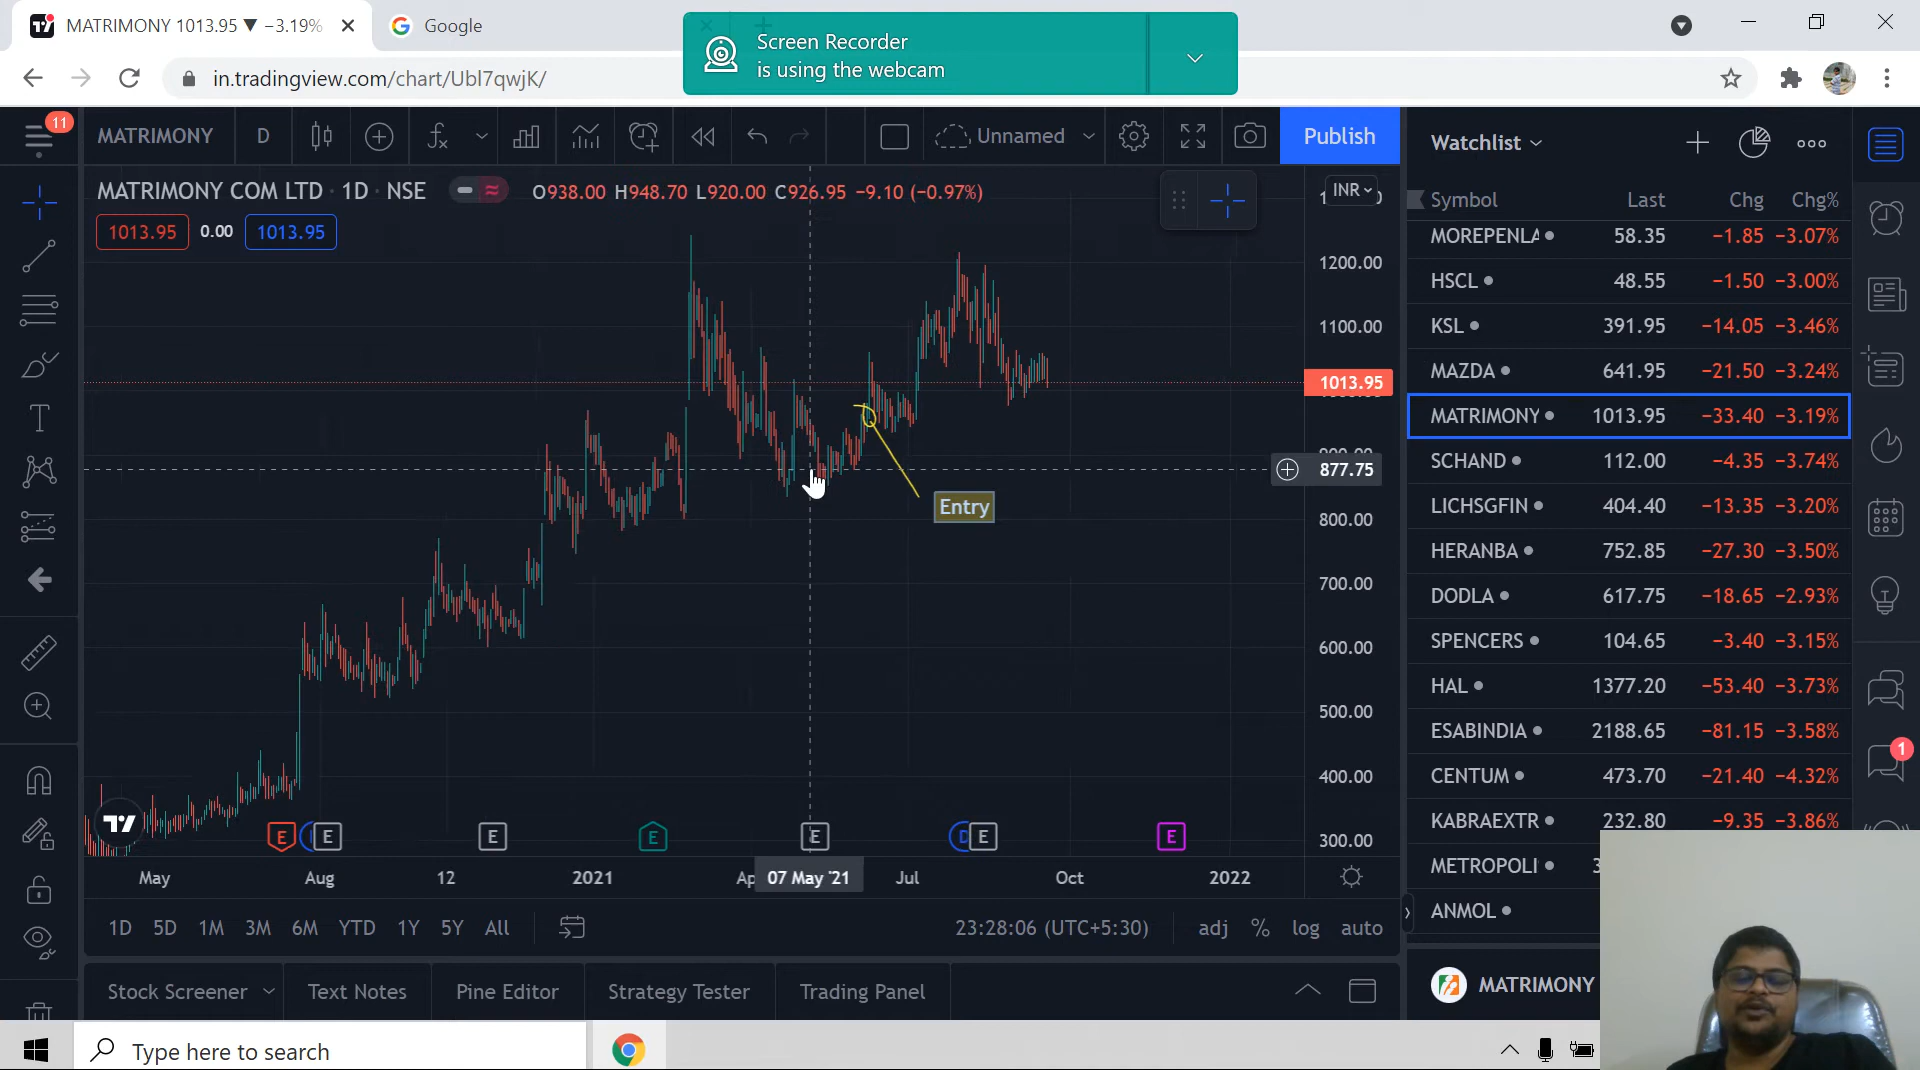 MATRIMONY 1013.95 ▼ −3.19%
Google
Screen Recorder
is using the webcam
in.tradingview.com/chart/Ubl7qwjK/
11
MATRIMONY
D
Unnamed
Publish
Watchlist
MATRIMONY COM LTD · 1D · NSE
O938.00 H948.70 L920.00 C926.95 −9.10 (−0.97%)
INR
1013.95 0.00 1013.95
1200.00
1100.00
1013.95
877.75
800.00
700.00
600.00
500.00
400.00
300.00
Entry
E E E E E D E E
May Aug 12 2021 07 May '21 Jul Oct 2022
1D 5D 1M 3M 6M YTD 1Y 5Y All
23:28:06 (UTC+5:30) adj % log auto
Stock Screener Text Notes Pine Editor Strategy Tester Trading Panel
Symbol Last Chg Chg%
MOREPENLA 58.35 −1.85 −3.07%
HSCL 48.55 −1.50 −3.00%
KSL 391.95 −14.05 −3.46%
MAZDA 641.95 −21.50 −3.24%
MATRIMONY 1013.95 −33.40 −3.19%
SCHAND 112.00 −4.35 −3.74%
LICHSGFIN 404.40 −13.35 −3.20%
HERANBA 752.85 −27.30 −3.50%
DODLA 617.75 −18.65 −2.93%
SPENCERS 104.65 −3.40 −3.15%
HAL 1377.20 −53.40 −3.73%
ESABINDIA 2188.65 −81.15 −3.58%
CENTUM 473.70 −21.40 −4.32%
KABRAEXTR 232.80 −9.35 −3.86%
METROPOLI
ANMOL
MATRIMONY
1
Type here to search